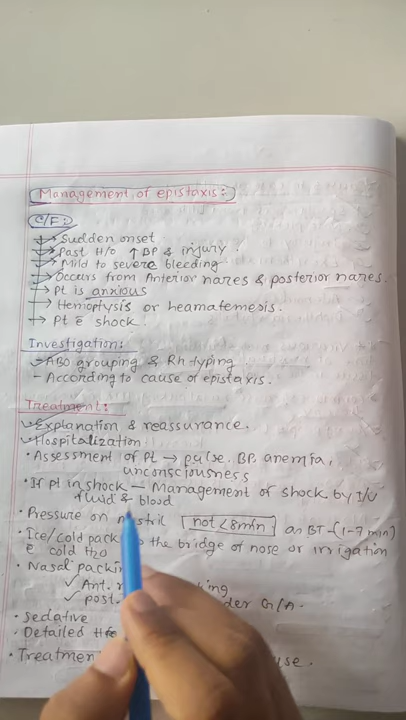 Management of epistaxis:
C/F:
→ Sudden onset
→ Past H/O ↑ BP & injury.
→ Mild to severe bleeding
→ Occurs from Anterior nares & posterior nares.
→ Pt is anxious
→ Hemoptysis or heamatemesis.
→ Pt c̄ shock.
Investigation:
- ABO grouping & Rh typing
- According to cause of epistaxis.
Treatment:
Explanation & reassurance.
Hospitalization
• Assessment of Pt → pulse, BP, anemia,
unconsciousness
• If pt in shock – Management of shock by I/V
fluid & blood
• Pressure on not <8min as BT-(1-7 min)
• Ice/cold pack the bridge of nose or irrigation
c̄ cold H2O
• Nasal
✓ Ant.
✓ post. G/A.
• Sedative
• Detailed
•